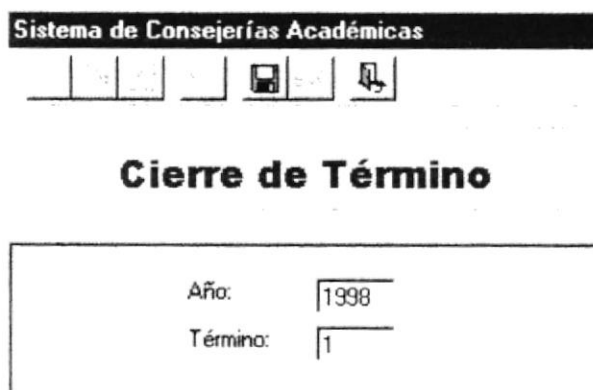 Sistema de Consejerías Académicas
Cierre de Término
Año: 1998
Término: 1